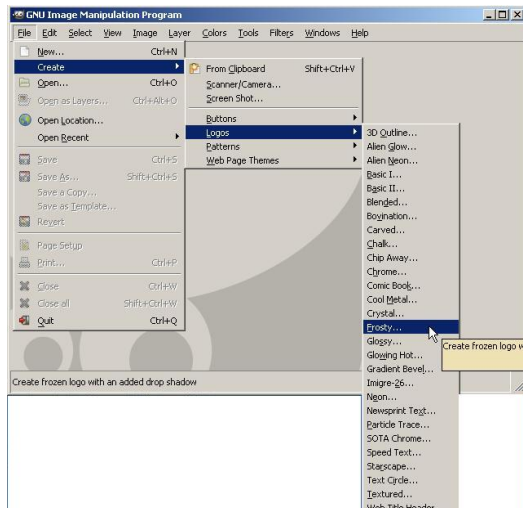 GNU Image Manipulation Program
File Edit Select View Image Layer Colors Tools Filters Windows Help
New... Ctrl+N
Create
Open... Ctrl+O
Open as Layers... Ctrl+Alt+O
Open Location...
Open Recent
Save Ctrl+S
Save As... Shift+Ctrl+S
Save a Copy...
Save as Template...
Revert
Page Setup
Print... Ctrl+P
Close Ctrl+W
Close all Shift+Ctrl+W
Quit Ctrl+Q
From Clipboard Shift+Ctrl+V
Scanner/Camera...
Screen Shot...
Buttons
Logos
Patterns
Web Page Themes
3D Outline...
Alien Glow...
Alien Neon...
Basic I...
Basic II...
Blended...
Bovination...
Carved...
Chalk...
Chip Away...
Chrome...
Comic Book...
Cool Metal...
Crystal...
Frosty...
Glossy...
Glowing Hot...
Gradient Bevel...
Imigre-26...
Neon...
Newsprint Text...
Particle Trace...
SOTA Chrome...
Speed Text...
Starscape...
Text Circle...
Textured...
Web Title Header
Create frozen logo w
Create frozen logo with an added drop shadow